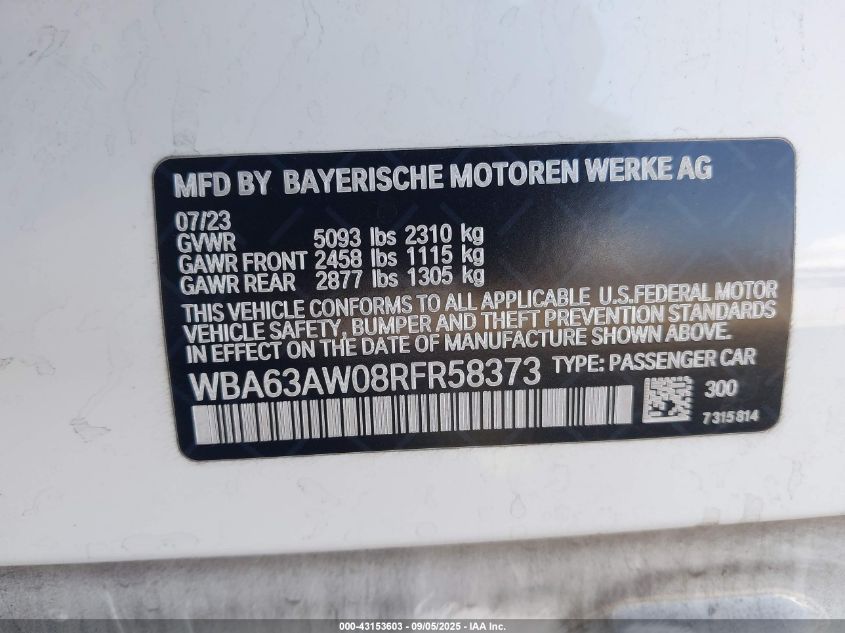 MFD BY BAYERISCHE MOTOREN WERKE AG
07/23
GVWR 5093 lbs 2310 kg
GAWR FRONT 2458 lbs 1115 kg
GAWR REAR 2877 lbs 1305 kg
THIS VEHICLE CONFORMS TO ALL APPLICABLE U.S.FEDERAL MOTOR
VEHICLE SAFETY, BUMPER AND THEFT PREVENTION STANDARDS
IN EFFECT ON THE DATE OF MANUFACTURE SHOWN ABOVE.
WBA63AW08RFR58373 TYPE: PASSENGER CAR
300
7315814
000-43153603 - 09/05/2025 - IAA Inc.